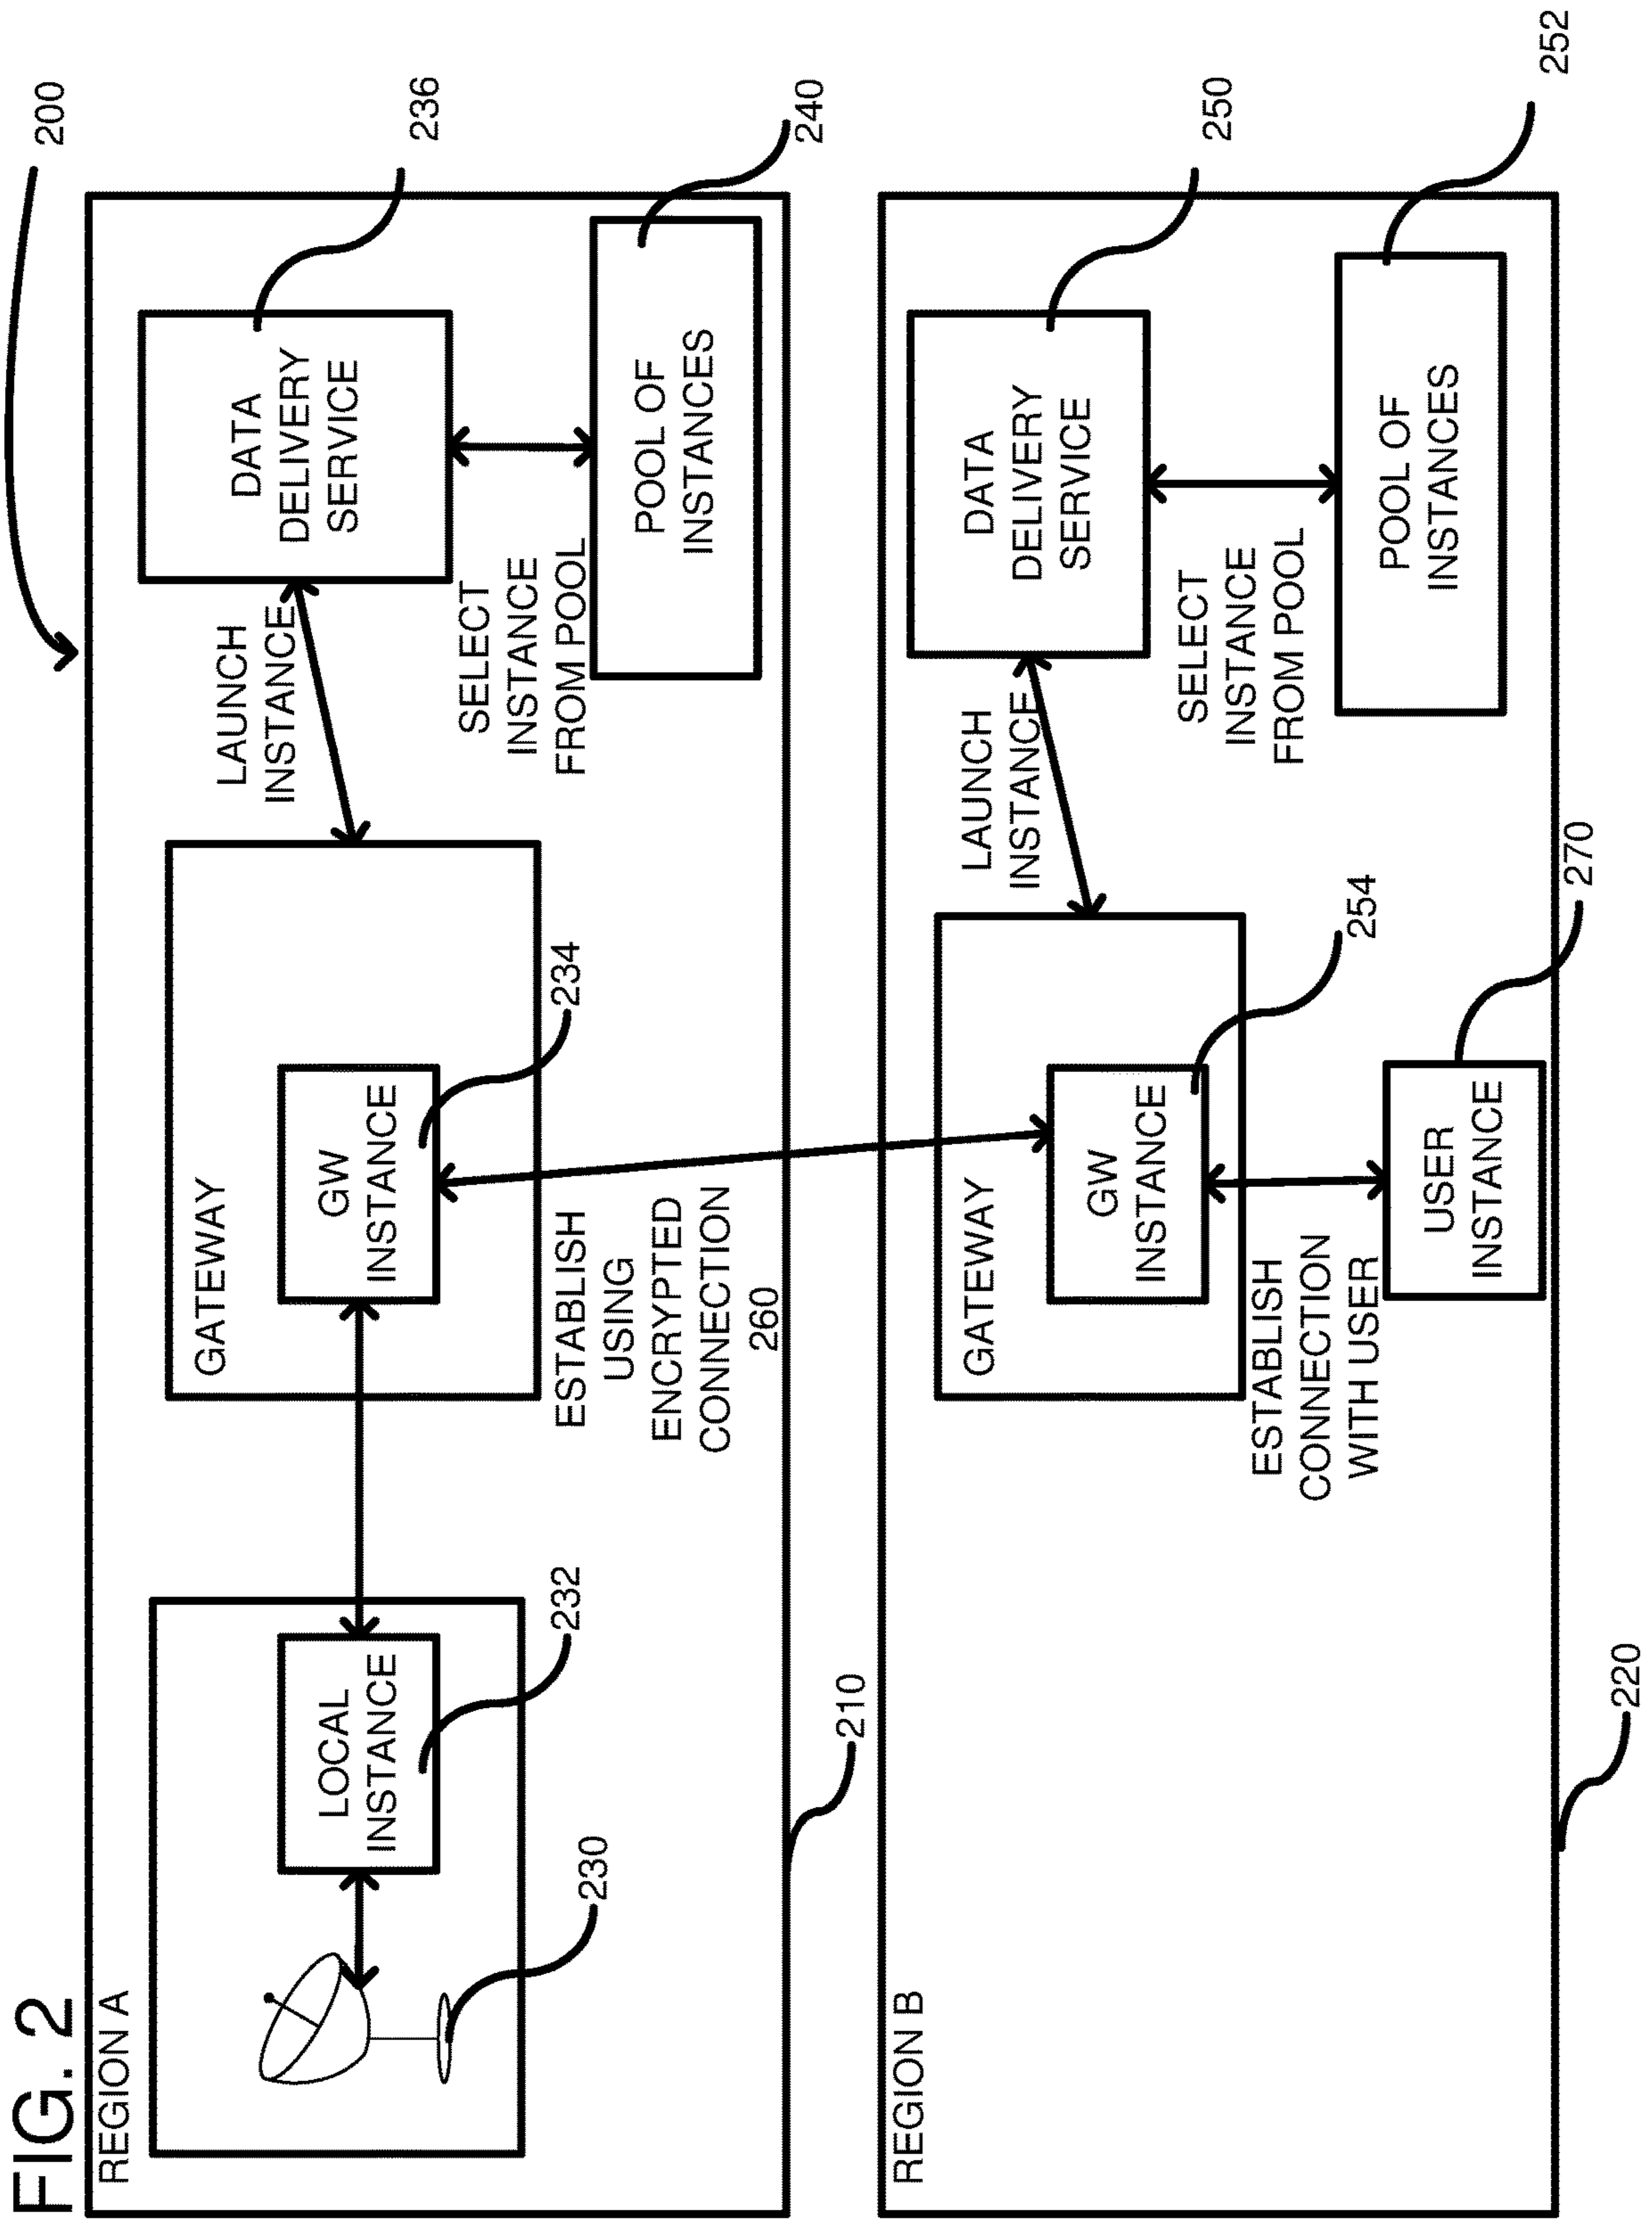 FIG. 2
200
REGION A
230
LOCAL
INSTANCE
232
GATEWAY
GW
INSTANCE
234
LAUNCH
INSTANCE
DATA
DELIVERY
SERVICE
236
SELECT
INSTANCE
FROM POOL
POOL OF
INSTANCES
240
ESTABLISH
USING
ENCRYPTED
CONNECTION
260
210
REGION B
GATEWAY
GW
INSTANCE
254
LAUNCH
INSTANCE
DATA
DELIVERY
SERVICE
250
SELECT
INSTANCE
FROM POOL
POOL OF
INSTANCES
252
ESTABLISH
CONNECTION
WITH USER
USER
INSTANCE
270
220